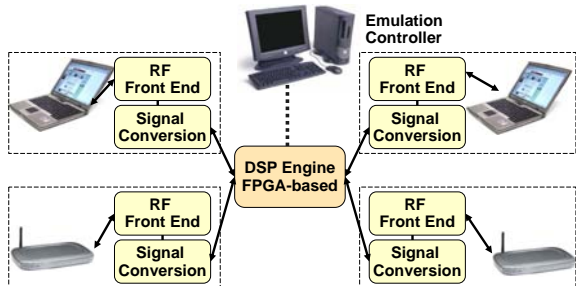 Emulation
Controller
RF
Front End
Signal
Conversion
RF
Front End
Signal
Conversion
DSP Engine
FPGA-based
RF
Front End
Signal
Conversion
RF
Front End
Signal
Conversion